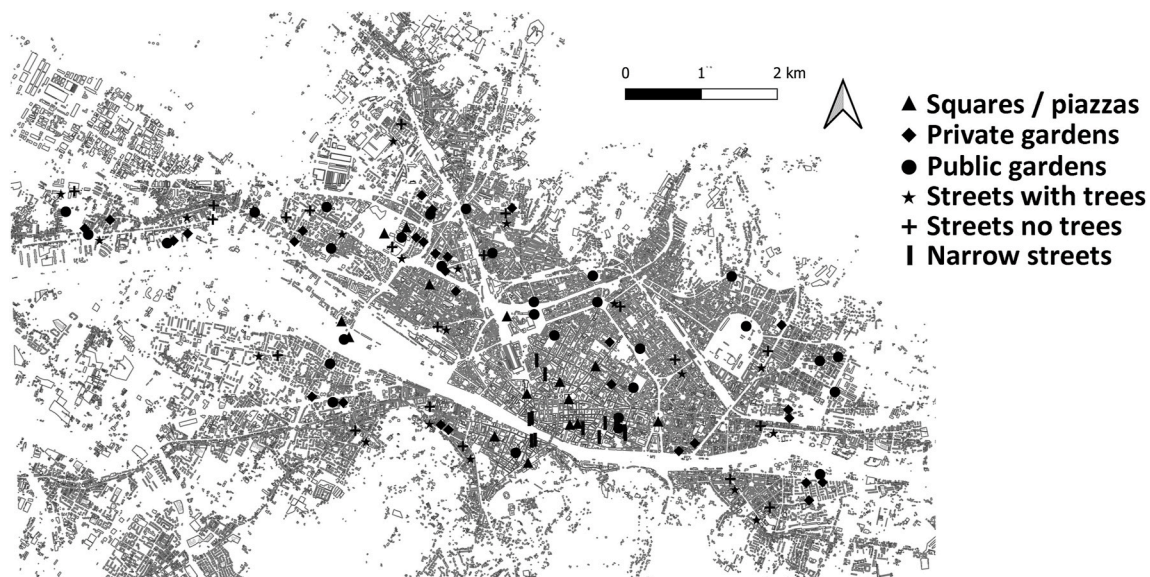 0 1 2 km
Squares / piazzas
Private gardens
Public gardens
Streets with trees
Streets no trees
Narrow streets